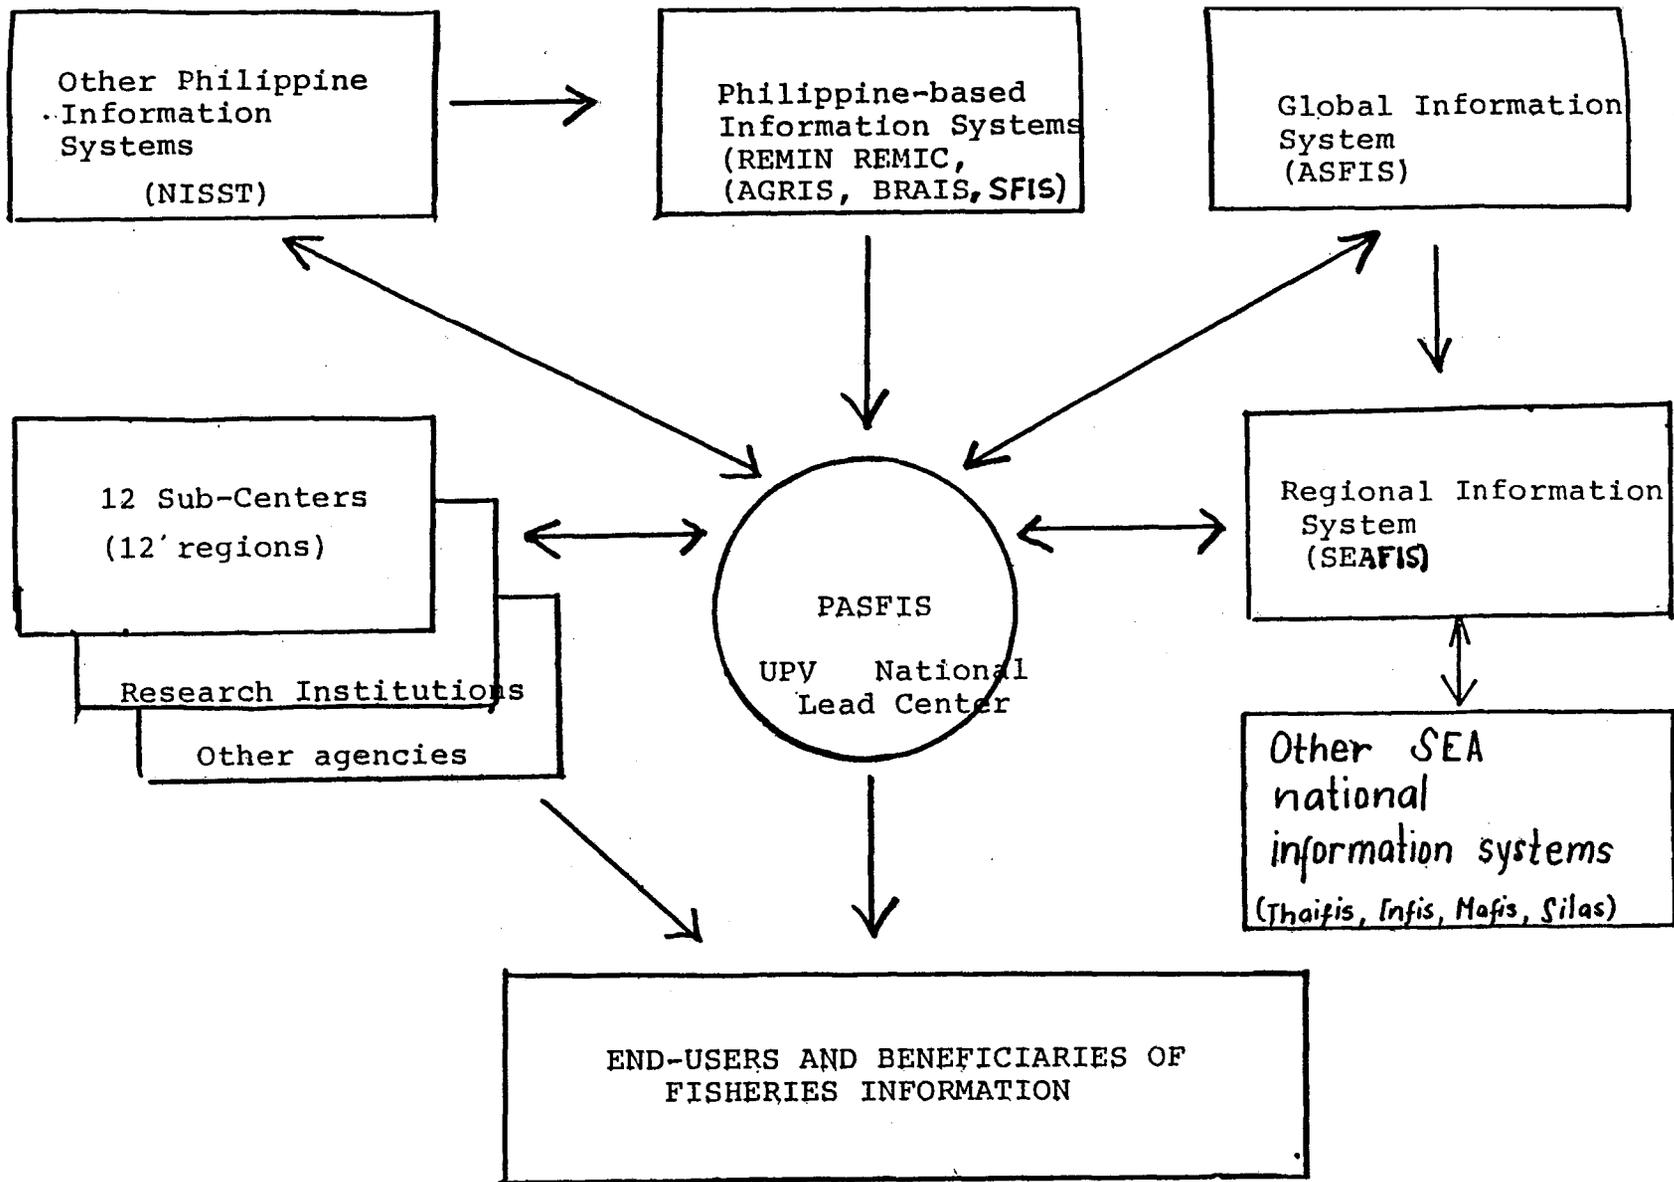 Other Philippine
Information
Systems
(NISST)
Philippine-based
Information Systems
(REMIN REMIC,
(AGRIS, BRAIS, SFIS)
Global Information
System
(ASFIS)
12 Sub-Centers
(12 regions)
Research Institutions
Other agencies
PASFIS
UPV National
Lead Center
Regional Information
System
(SEAFIS)
Other SEA
national
information systems
(Thaifis, Infis, Mafis, Silas)
END-USERS AND BENEFICIARIES OF
FISHERIES INFORMATION